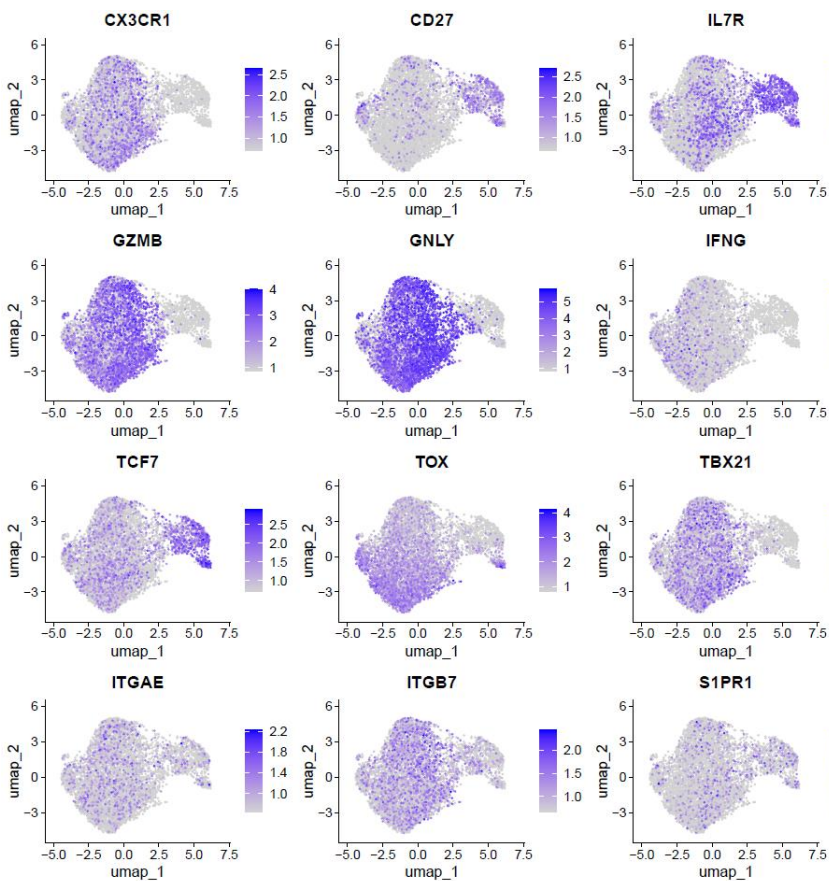 CX3CR1 CD27 IL7R
6 6 6
3 2.5 3 2.5 3
umap_2 0 2.0 umap_2 0 2.0 umap_2 0
1.5 1.5
−3 1.0 −3 1.0 −3
−5.0 −2.5 0.0 2.5 5.0 7.5 −5.0 −2.5 0.0 2.5 5.0 7.5 −5.0 −2.5 0.0 2.5 5.0 7.5
umap_1 umap_1 umap_1
GZMB GNLY IFNG
6 6 6
3 4 3 5 3
umap_2 0 3 umap_2 0 4 umap_2 0
2 3
−3 1 −3 2 −3
1
−5.0 −2.5 0.0 2.5 5.0 7.5 −5.0 −2.5 0.0 2.5 5.0 7.5 −5.0 −2.5 0.0 2.5 5.0 7.5
umap_1 umap_1 umap_1
TCF7 TOX TBX21
6 6 6
3 2.5 3 4 3
umap_2 0 2.0 umap_2 0 3 umap_2 0
1.5 2
−3 1.0 −3 1 −3
−5.0 −2.5 0.0 2.5 5.0 7.5 −5.0 −2.5 0.0 2.5 5.0 7.5 −5.0 −2.5 0.0 2.5 5.0 7.5
umap_1 umap_1 umap_1
ITGAE ITGB7 S1PR1
6 6 6
3 2.2 3 2.0 3
umap_2 0 1.8 umap_2 0 1.5 umap_2 0
1.4
−3 1.0 −3 1.0 −3
−5.0 −2.5 0.0 2.5 5.0 7.5 −5.0 −2.5 0.0 2.5 5.0 7.5 −5.0 −2.5 0.0 2.5 5.0 7.5
umap_1 umap_1 umap_1